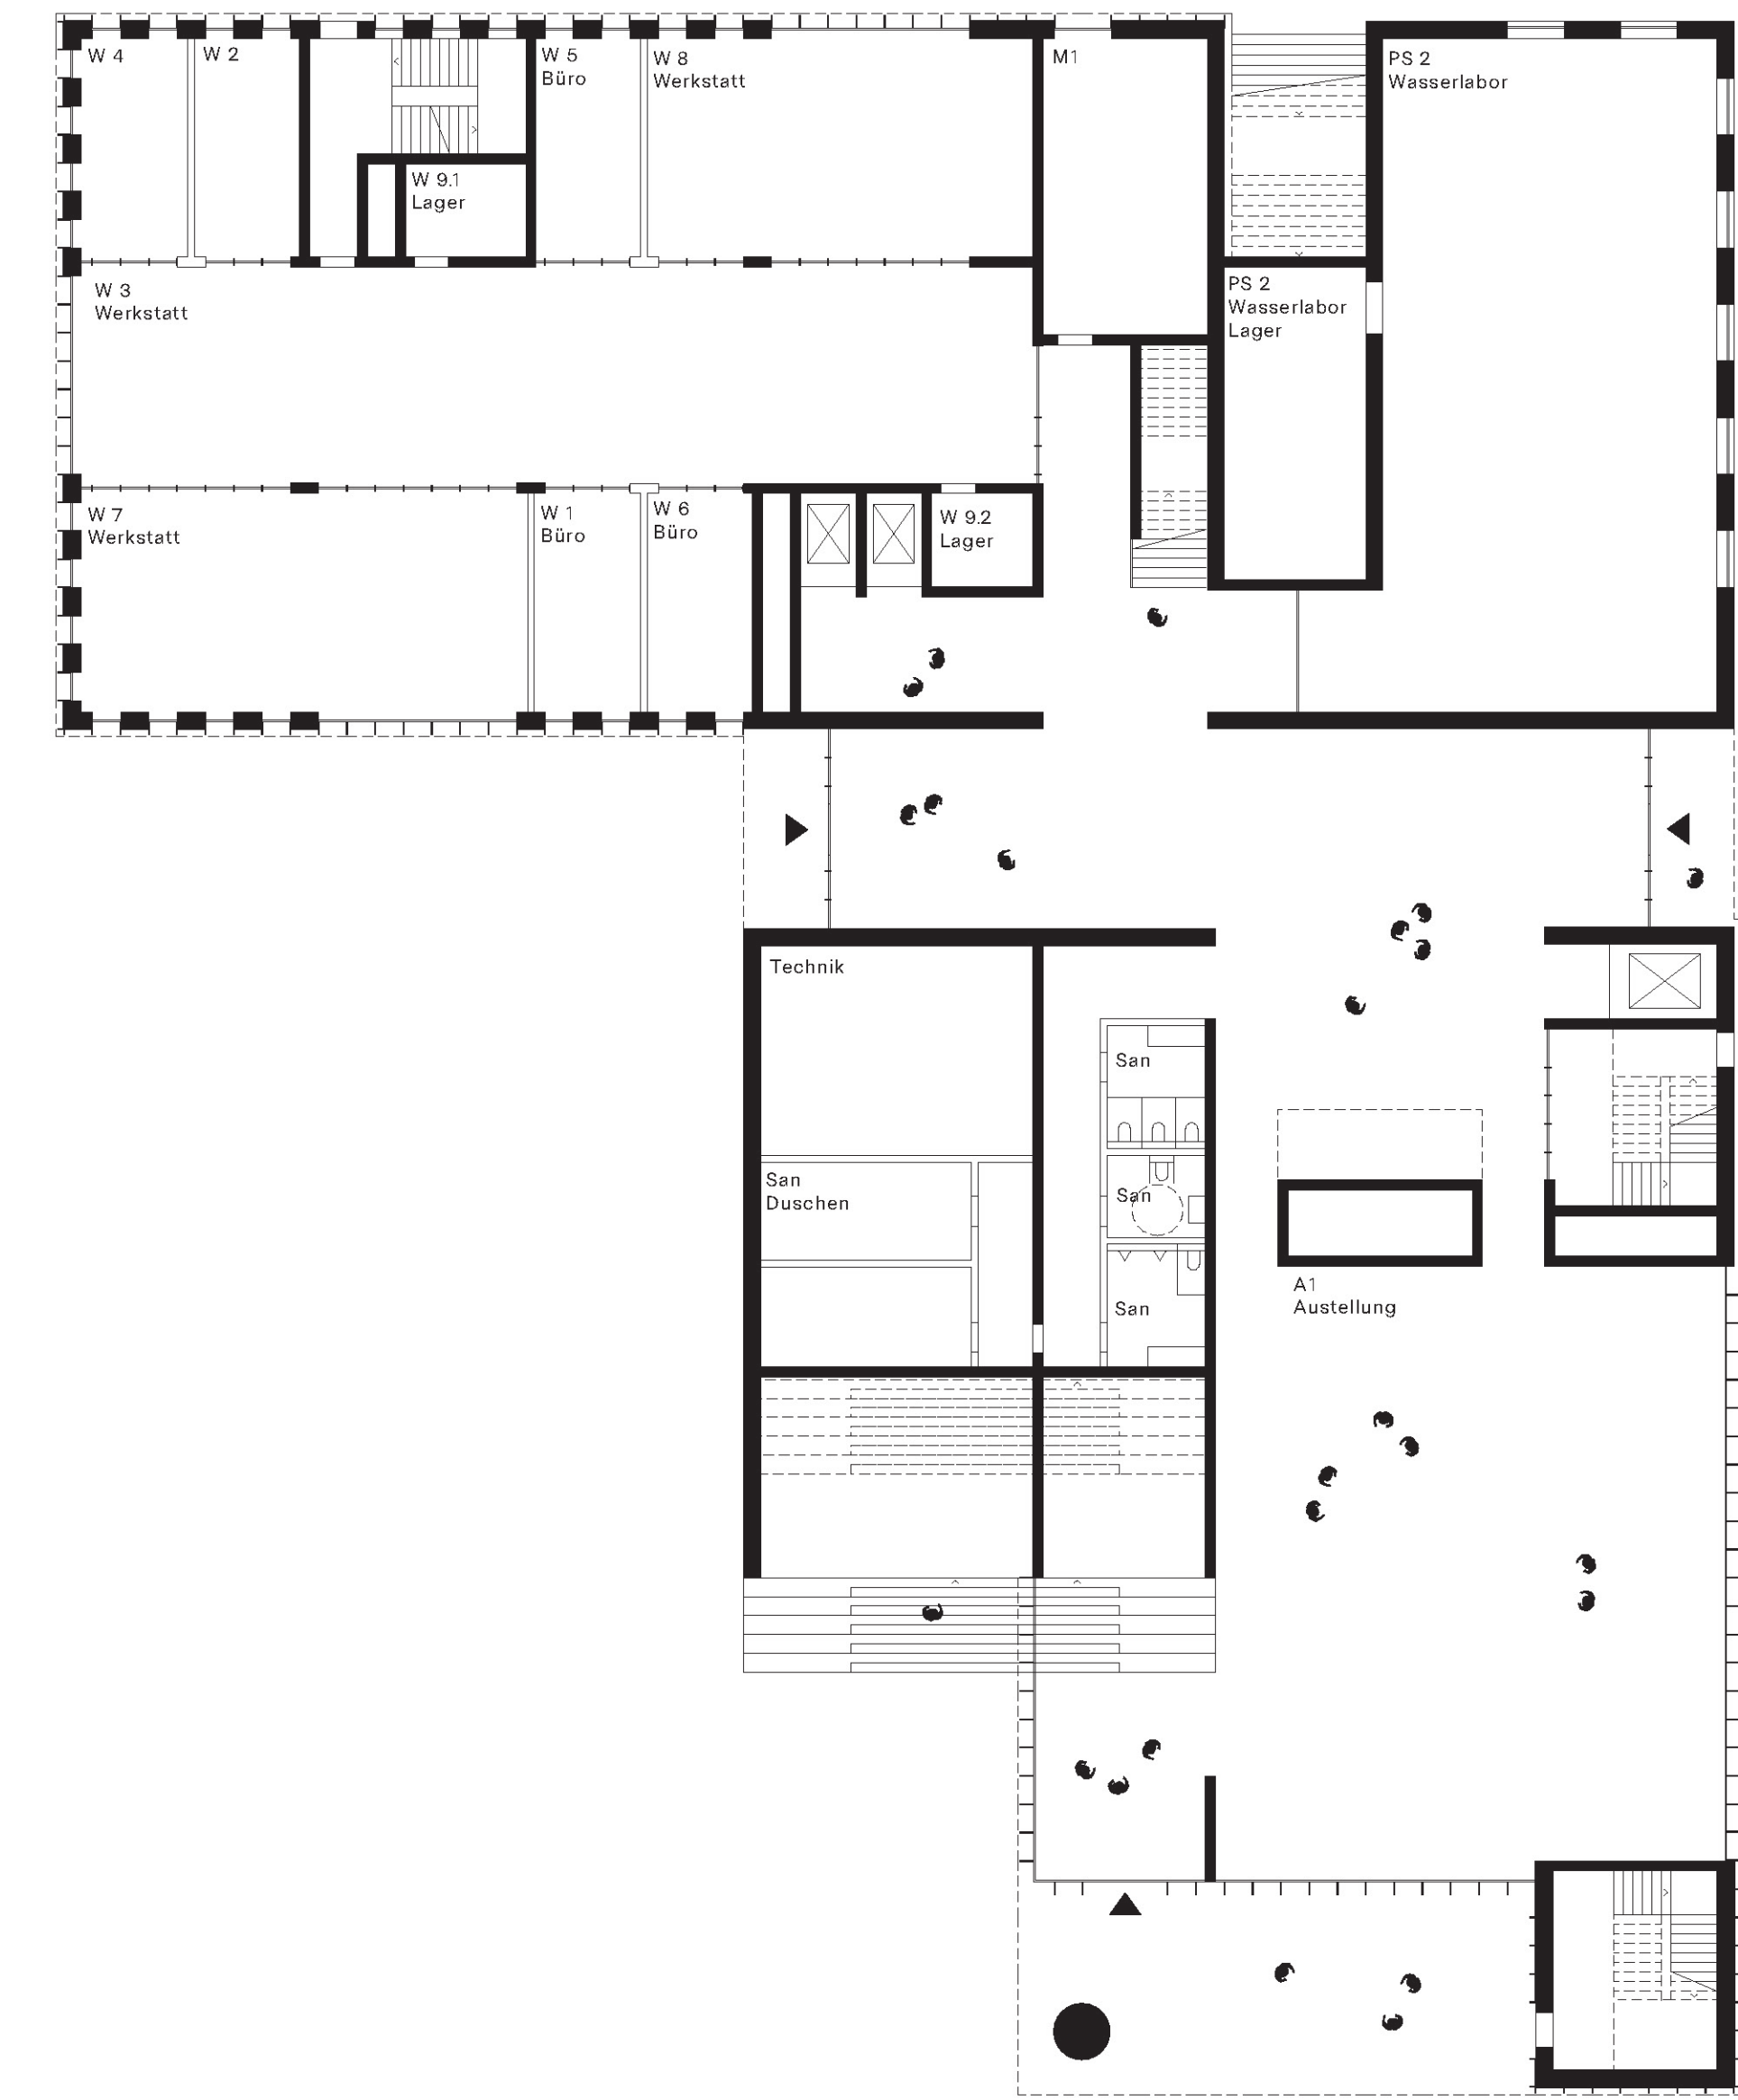 W 4
W 2
W 5
Büro
W 8
Werkstatt
M1
PS 2
Wasserlabor
W 9.1
Lager
W 3
Werkstatt
PS 2
Wasserlabor
Lager
W 7
Werkstatt
W 1
Büro
W 6
Büro
W 9.2
Lager
Technik
San
San
Duschen
San
San
A1
Austellung